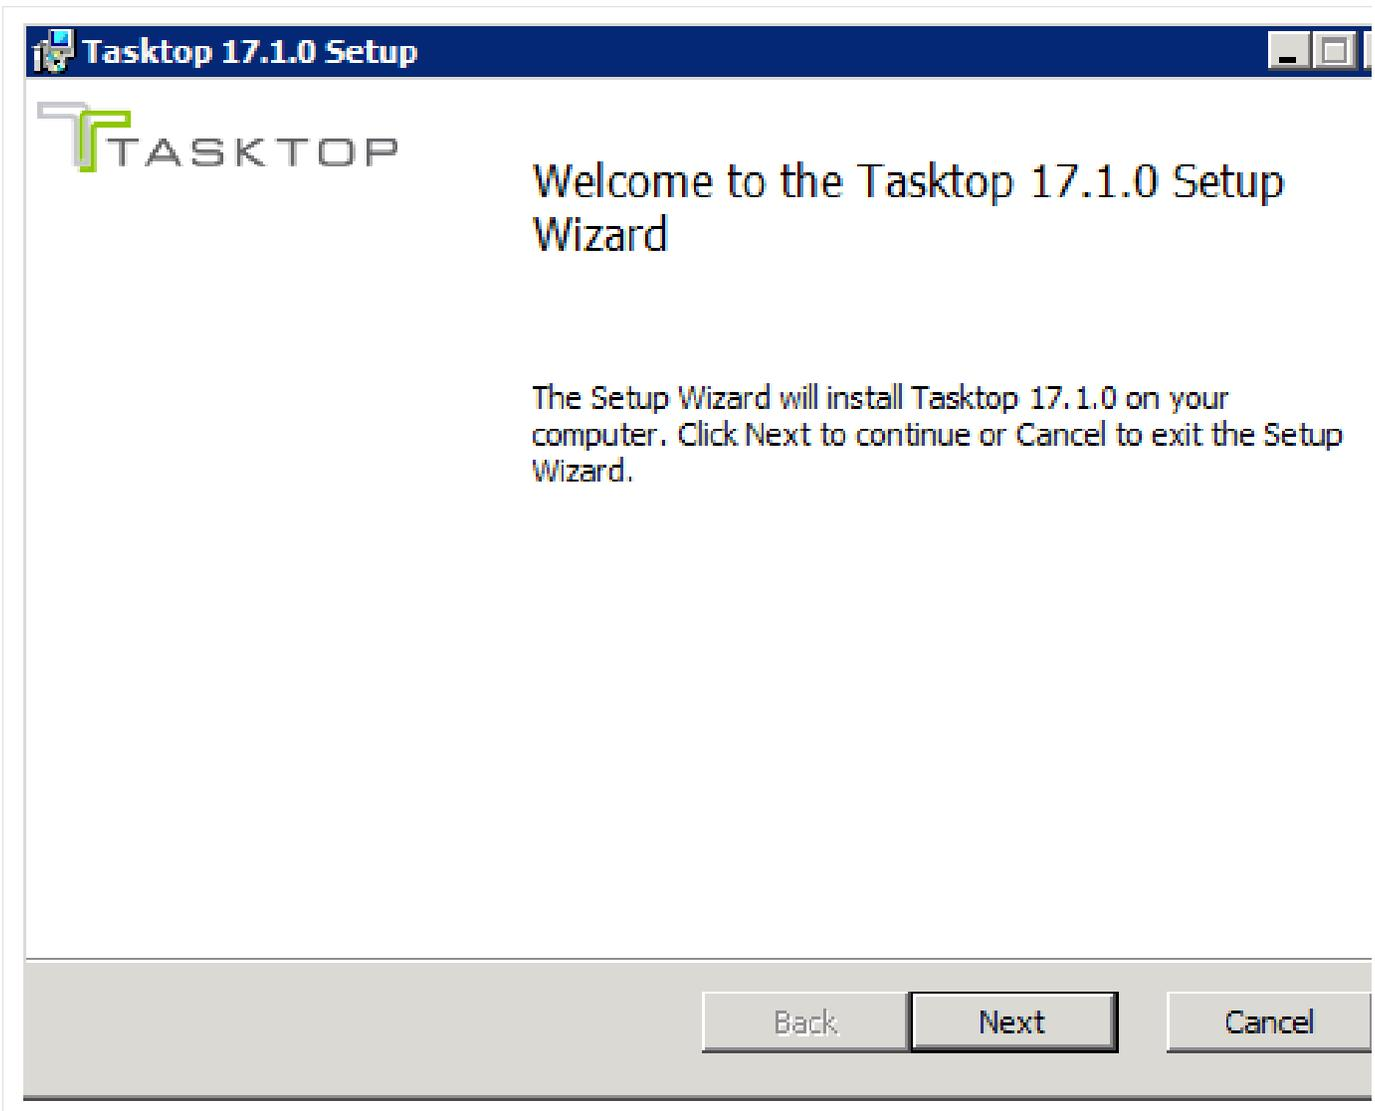 Tasktop 17.1.0 Setup
TASKTOP
Welcome to the Tasktop 17.1.0 Setup
Wizard
The Setup Wizard will install Tasktop 17.1.0 on your
computer. Click Next to continue or Cancel to exit the Setup
Wizard.
Back Next Cancel